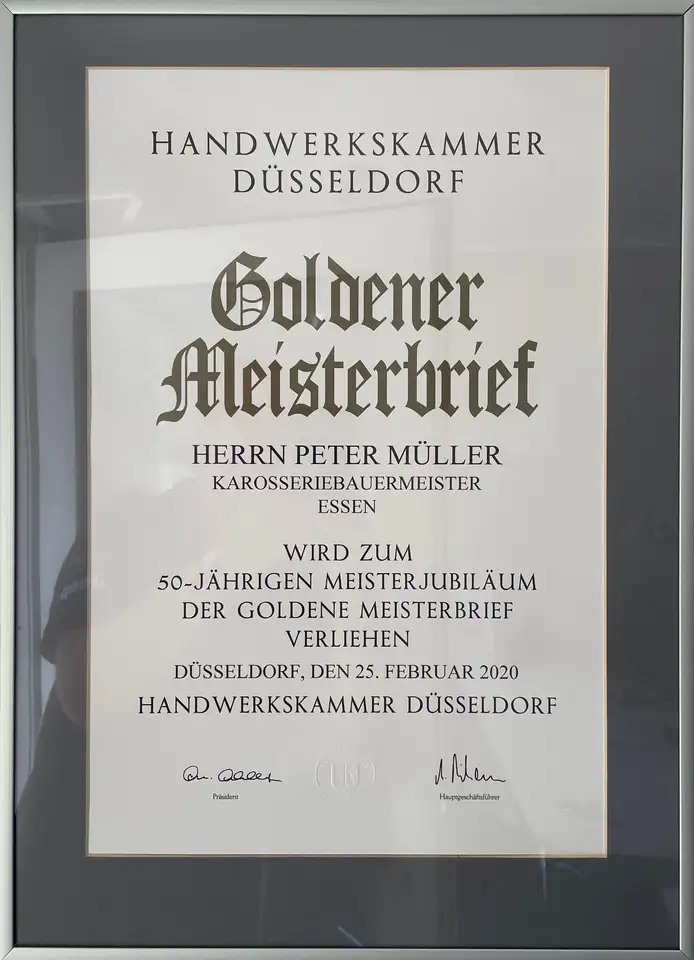 HANDWERKSKAMMER
DÜSSELDORF
Goldener
Meisterbrief
HERRN PETER MÜLLER
KAROSSERIEBAUERMEISTER
ESSEN
WIRD ZUM
50-JÄHRIGEN MEISTERJUBILÄUM
DER GOLDENE MEISTERBRIEF
VERLIEHEN
DÜSSELDORF, DEN 25. FEBRUAR 2020
HANDWERKSKAMMER DÜSSELDORF
Präsident
Hauptgeschäftsführer